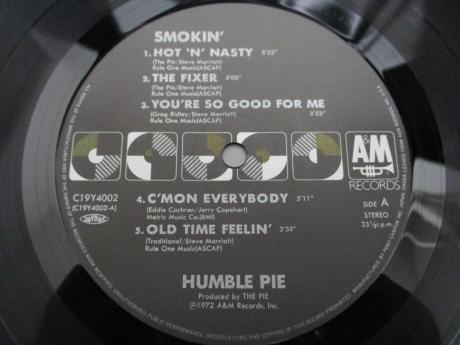 SMOKIN'
1. HOT 'N' NASTY 3'22"
(The Pie/Steve Marriott)
Rule One Music(ASCAP)
2. THE FIXER 5'00"
(The Pie/Steve Marriott)
Rule One Music(ASCAP)
3. YOU'RE SO GOOD FOR ME
(Greg Ridley/Steve Marriott) 3'53"
Rule One Music(ASCAP)
A&M
RECORDS
C19Y4002
(C19Y4002-A)
4. C'MON EVERYBODY 5'11"
(Eddie Cochran/Jerry Capehart)
Metric Music Co.(BMI)
SIDE A
STEREO
33⅓r.p.m.
5. OLD TIME FEELIN' 3'59"
(Traditional/Steve Marriott)
Rule One Music(ASCAP)
HUMBLE PIE
Produced by THE PIE
Ⓟ1972 A&M Records, Inc.